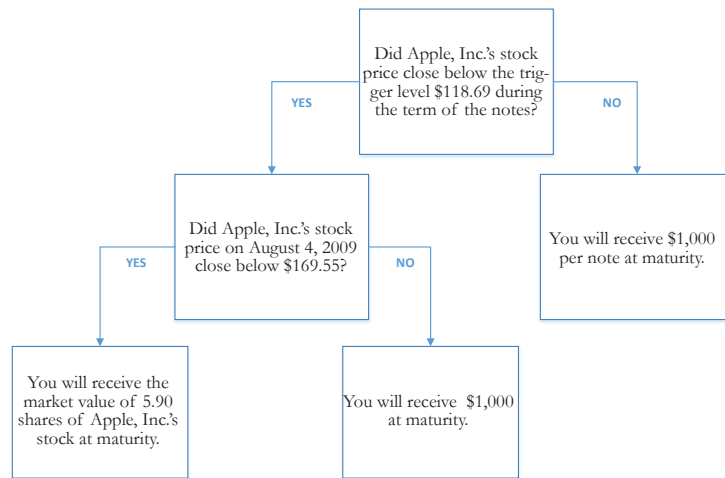 Did Apple, Inc.'s stock
price close below the trig-
ger level $118.69 during
the term of the notes?
YES
NO
Did Apple, Inc.'s stock
price on August 4, 2009
close below $169.55?
You will receive $1,000
per note at maturity.
YES
NO
You will receive the
market value of 5.90
shares of Apple, Inc.'s
stock at maturity.
You will receive $1,000
at maturity.